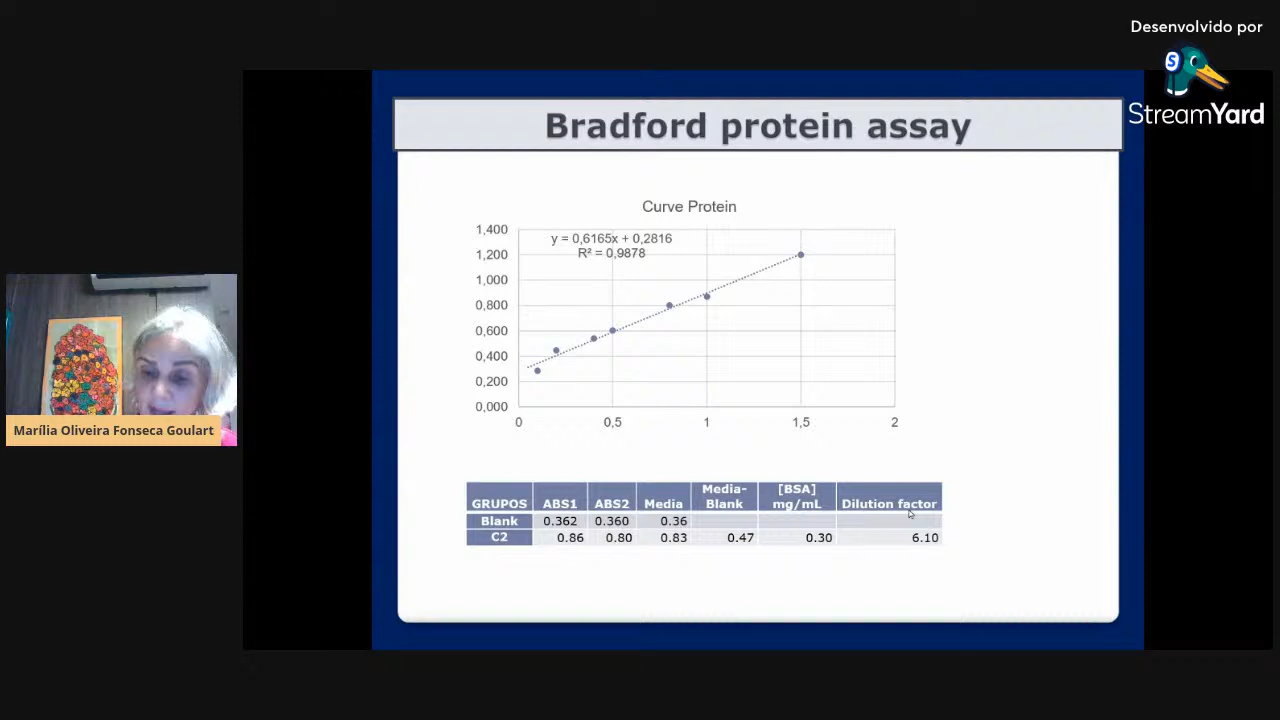 Desenvolvido por
S
StreamYard
Bradford protein assay
Curve Protein
y = 0,6165x + 0,2816
R² = 0,9878
1,400
1,200
1,000
0,800
0,600
0,400
0,200
0,000
0 0,5 1 1,5 2
Marília Oliveira Fonseca Goulart
GRUPOS ABS1 ABS2 Media Media-Blank [BSA] mg/mL Dilution factor
Blank 0.362 0.360 0.36
C2 0.86 0.80 0.83 0.47 0.30 6.10